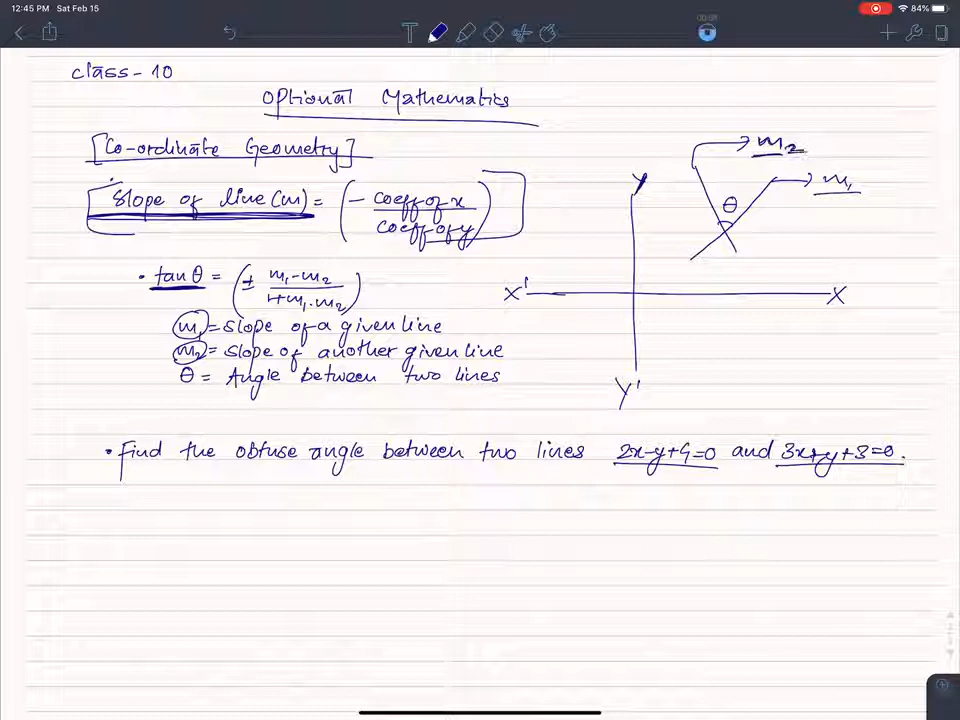 12:45 PM Sat Feb 15
84%
00:08
class-10
Optional Mathematics
[Co-ordinate Geometry]
Slope of line(m) = (- coeff of x / coeff of y)
• tan θ = (± m₁-m₂ / 1+m₁.m₂)
m₁ = slope of a given line
m₂ = slope of another given line
θ = Angle between two lines
m₂
m₁
θ
Y
X'
X
Y'
• Find the obtuse angle between two lines 2x-y+4=0 and 3x+y+3=0.